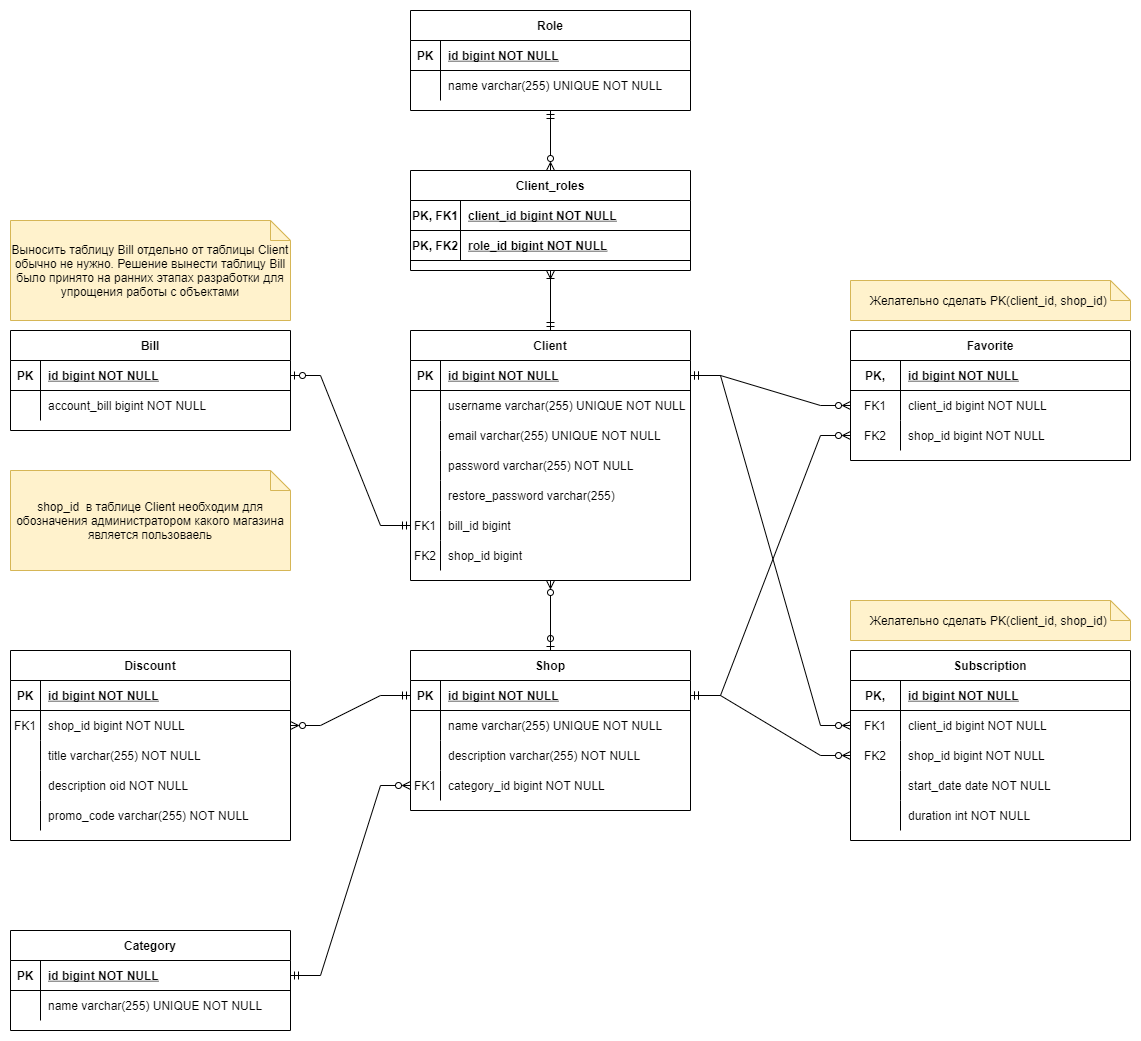 Role
PK id bigint NOT NULL
name varchar(255) UNIQUE NOT NULL
Client_roles
PK, FK1 client_id bigint NOT NULL
PK, FK2 role_id bigint NOT NULL
Выносить таблицу Bill отдельно от таблицы Client
обычно не нужно. Решение вынести таблицу Bill
было принято на ранних этапах разработки для
упрощения работы с объектами
Bill
PK id bigint NOT NULL
account_bill bigint NOT NULL
shop_id в таблице Client необходим для
обозначения администратором какого магазина
является пользоваель
Client
PK id bigint NOT NULL
username varchar(255) UNIQUE NOT NULL
email varchar(255) UNIQUE NOT NULL
password varchar(255) NOT NULL
restore_password varchar(255)
FK1 bill_id bigint
FK2 shop_id bigint
Желательно сделать PK(client_id, shop_id)
Favorite
PK, id bigint NOT NULL
FK1 client_id bigint NOT NULL
FK2 shop_id bigint NOT NULL
Discount
PK id bigint NOT NULL
FK1 shop_id bigint NOT NULL
title varchar(255) NOT NULL
description oid NOT NULL
promo_code varchar(255) NOT NULL
Shop
PK id bigint NOT NULL
name varchar(255) UNIQUE NOT NULL
description varchar(255) NOT NULL
FK1 category_id bigint NOT NULL
Желательно сделать PK(client_id, shop_id)
Subscription
PK, id bigint NOT NULL
FK1 client_id bigint NOT NULL
FK2 shop_id bigint NOT NULL
start_date date NOT NULL
duration int NOT NULL
Category
PK id bigint NOT NULL
name varchar(255) UNIQUE NOT NULL